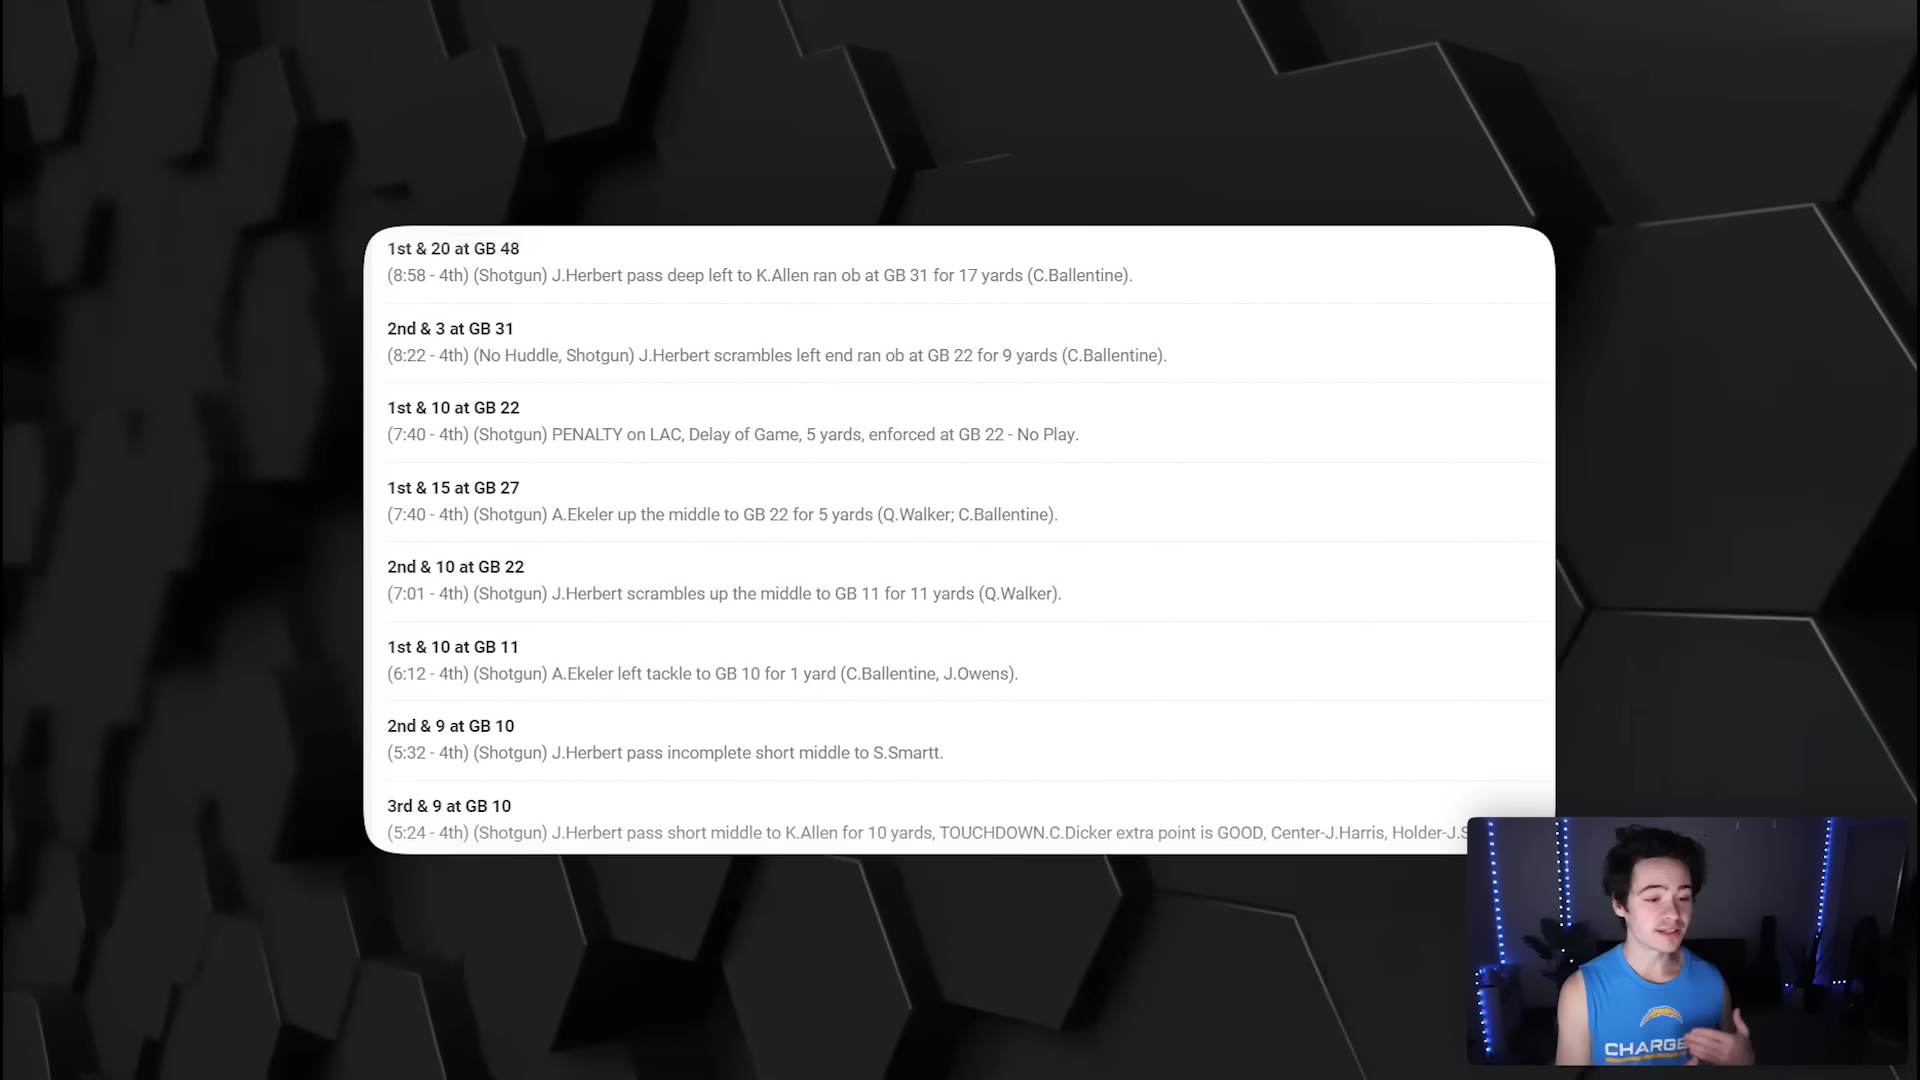 1st & 20 at GB 48
(8:58 - 4th) (Shotgun) J.Herbert pass deep left to K.Allen ran ob at GB 31 for 17 yards (C.Ballentine).
2nd & 3 at GB 31
(8:22 - 4th) (No Huddle, Shotgun) J.Herbert scrambles left end ran ob at GB 22 for 9 yards (C.Ballentine).
1st & 10 at GB 22
(7:40 - 4th) (Shotgun) PENALTY on LAC, Delay of Game, 5 yards, enforced at GB 22 - No Play.
1st & 15 at GB 27
(7:40 - 4th) (Shotgun) A.Ekeler up the middle to GB 22 for 5 yards (Q.Walker; C.Ballentine).
2nd & 10 at GB 22
(7:01 - 4th) (Shotgun) J.Herbert scrambles up the middle to GB 11 for 11 yards (Q.Walker).
1st & 10 at GB 11
(6:12 - 4th) (Shotgun) A.Ekeler left tackle to GB 10 for 1 yard (C.Ballentine, J.Owens).
2nd & 9 at GB 10
(5:32 - 4th) (Shotgun) J.Herbert pass incomplete short middle to S.Smartt.
3rd & 9 at GB 10
(5:24 - 4th) (Shotgun) J.Herbert pass short middle to K.Allen for 10 yards, TOUCHDOWN.C.Dicker extra point is GOOD, Center-J.Harris, Holder-J.S
CHARGE